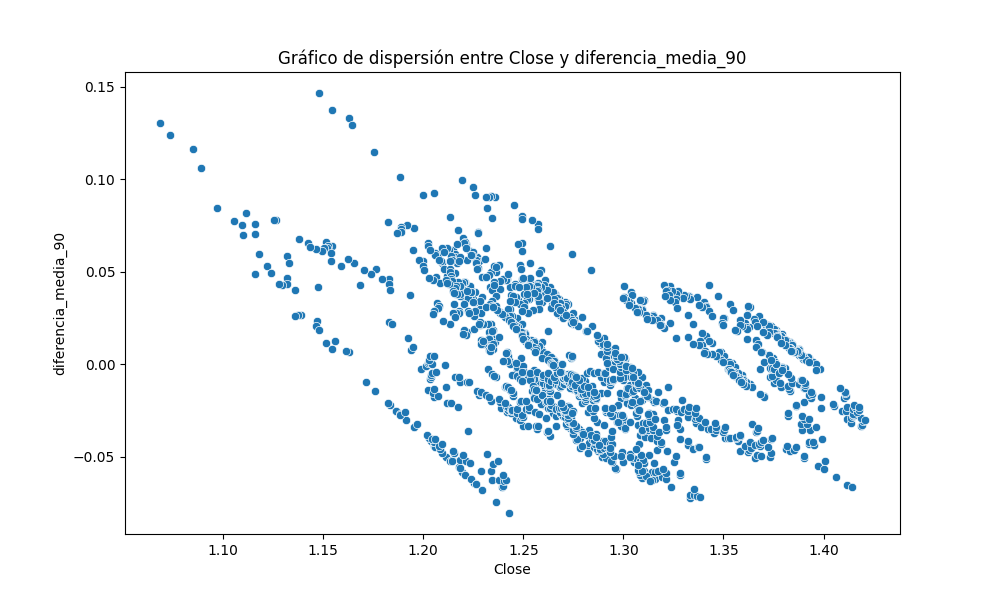 Gráfico de dispersión entre Close y diferencia_media_90
diferencia_media_90
0.15
0.10
0.05
0.00
−0.05
1.10 1.15 1.20 1.25 1.30 1.35 1.40
Close